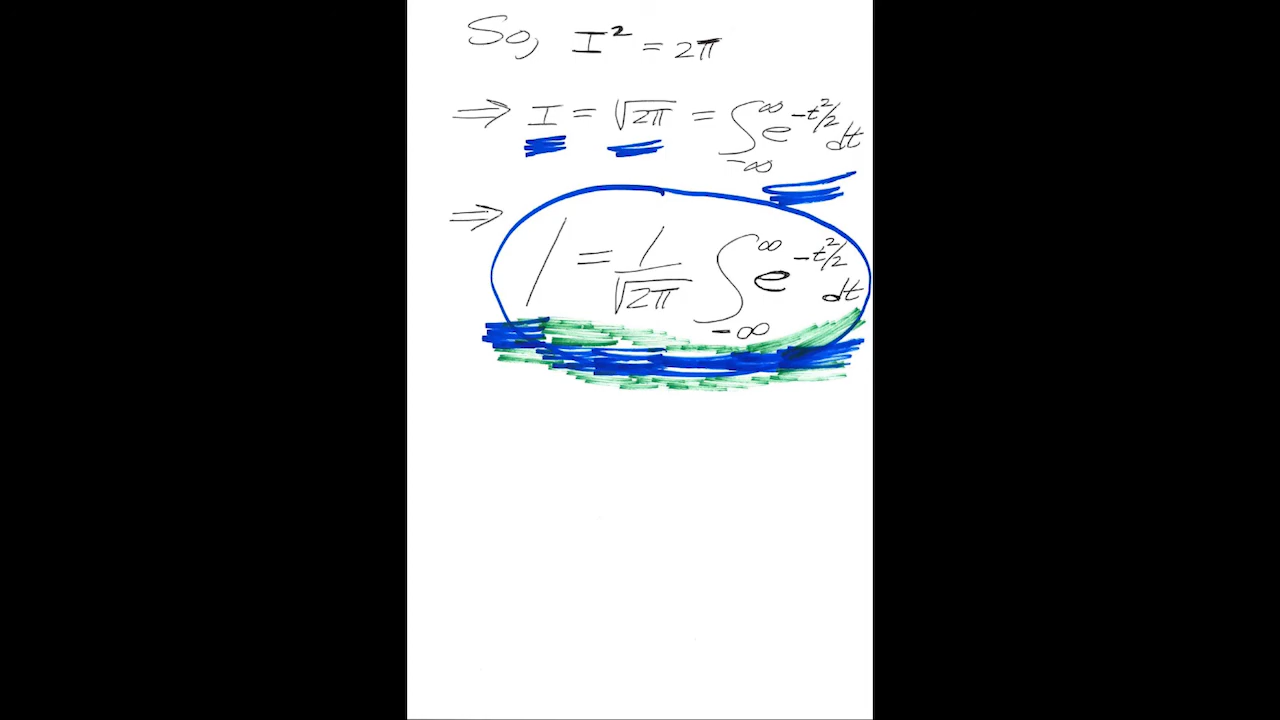 So, I² = 2π
⇒ I = √2π = ∫_{-∞}^{∞} e^{-t²/2} dt
⇒ 1 = 1/√2π ∫_{-∞}^{∞} e^{-t²/2} dt